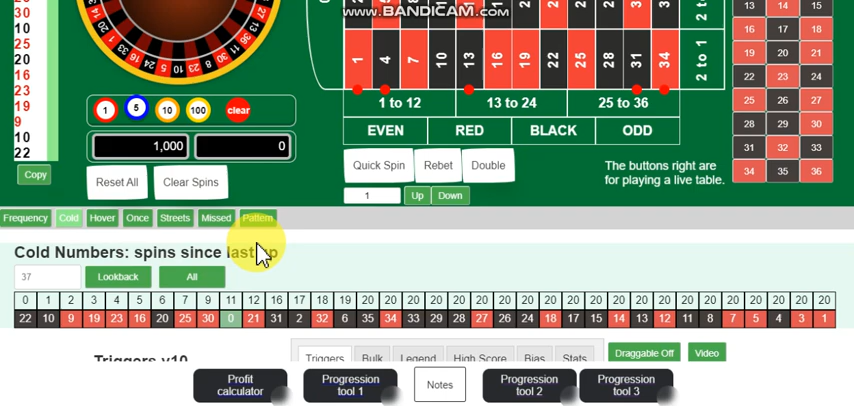 WWW.BANDICAM.COM
30
10
25
20
16
23
19
9
10
22
Copy
1 5 10 100 clear
1,000 0
Reset All Clear Spins
1 4 7 10 13 16 19 22 25 28 31 34 2 to 1
1 to 12 13 to 24 25 to 36
EVEN RED BLACK ODD
Quick Spin Rebet Double
1 Up Down
The buttons right are
for playing a live table.
13 14 15
16 17 18
19 20 21
22 23 24
25 26 27
28 29 30
31 32 33
34 35 36
Frequency Cold Hover Once Streets Missed Pattern
Cold Numbers: spins since last up
37 Lookback All
0 1 2 3 4 5 6 7 9 11 12 16 17 18 19 20 20 20 20 20 20 20 20 20 20 20 20 20 20 20 20 20 20 20 20
22 10 9 19 23 16 20 25 30 0 21 31 2 32 6 35 34 33 29 28 27 26 24 18 17 15 14 13 12 11 8 7 5 4 3 1
Triggers v10 Triggers Bulk Legend High Score Bias Stats Draggable Off Video
Profit
calculator
Progression
tool 1
Notes
Progression
tool 2
Progression
tool 3